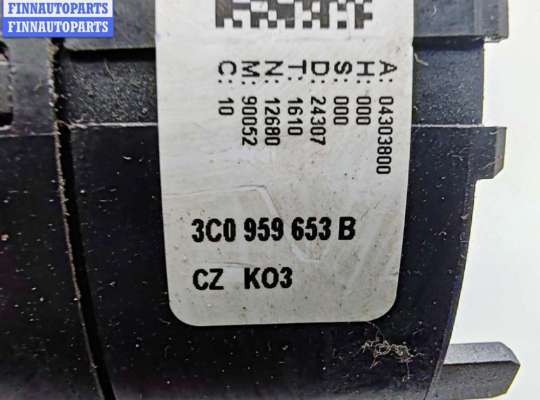 FINNAUTOPARTS
FINNAUTOPARTS
A: 04303800
H: 000
S: 000
D: 24307
T: 1610
N: 12680
M: 90052
C: 10
3C0 959 653 B
CZ KO3